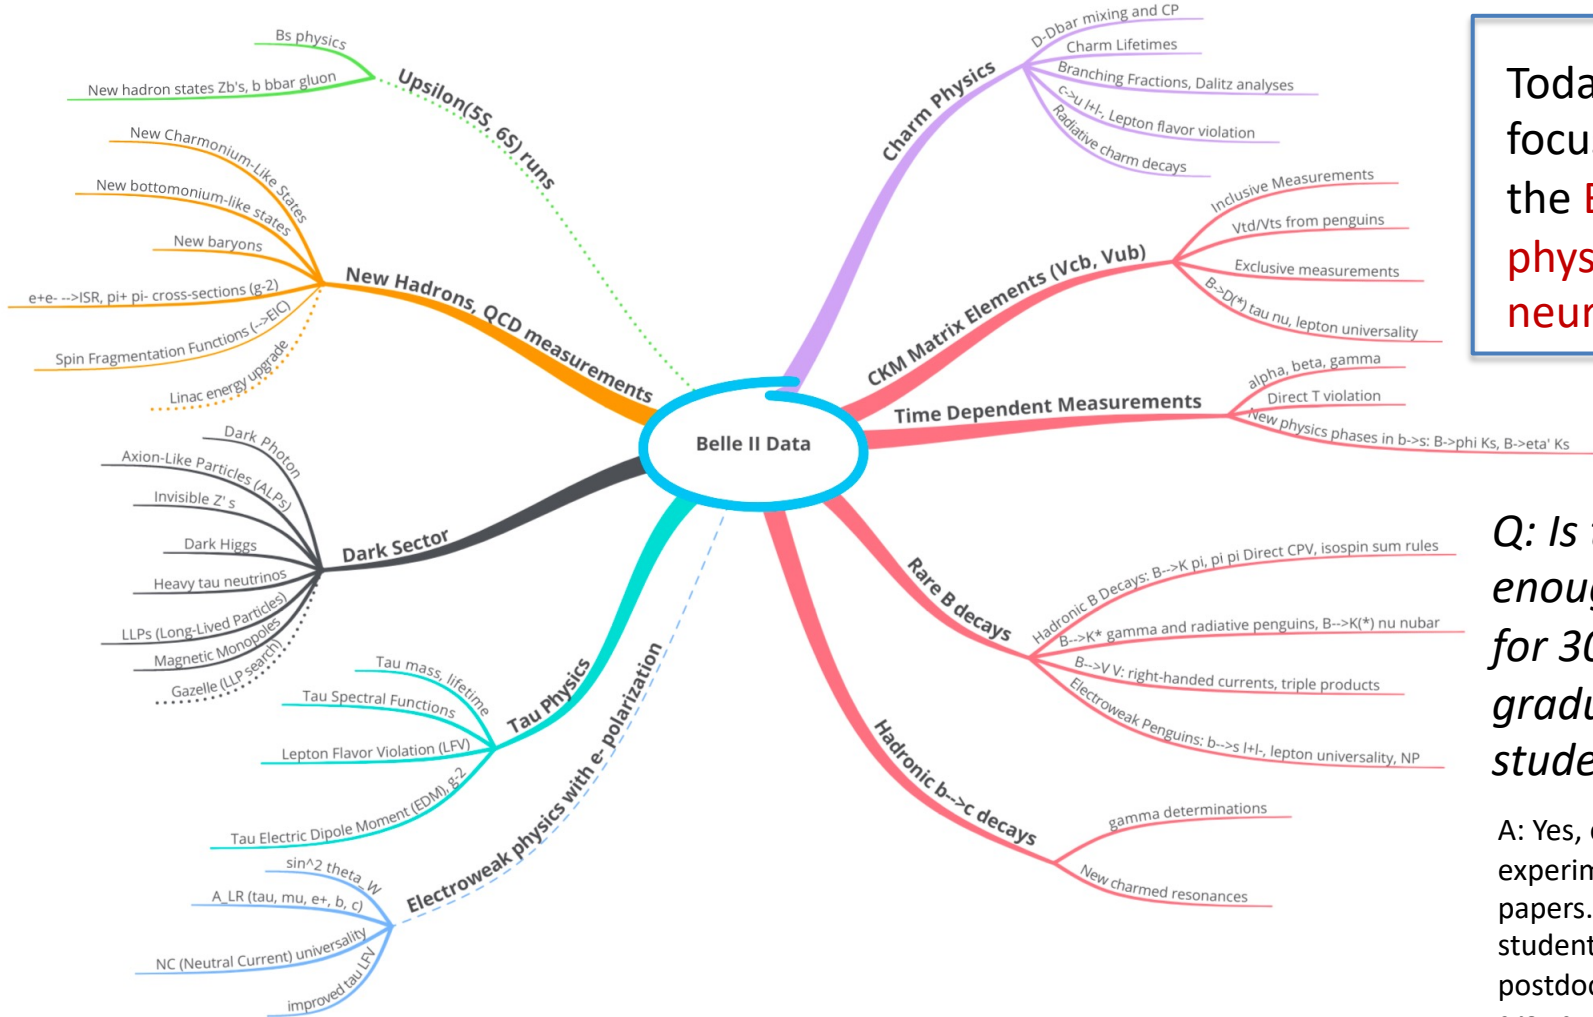 Belle II Data
Upsilon(5S, 6S) runs
Bs physics
New hadron states Zb's, b bbar gluon
New Hadrons, QCD measurements
New Charmonium-Like States
New bottomonium-like states
New baryons
e+e- -->ISR, pi+ pi- cross-sections (g-2)
Spin Fragmentation Functions (-->EIC)
Linac energy upgrade
Dark Sector
Dark Photon
Axion-Like Particles (ALPs)
Invisible Z' s
Dark Higgs
Heavy tau neutrinos
LLPs (Long-Lived Particles)
Magnetic Monopoles
Gazelle (LLP search)
Tau Physics
Tau mass, lifetime
Tau Spectral Functions
Lepton Flavor Violation (LFV)
Tau Electric Dipole Moment (EDM), g-2
Electroweak physics with e- polarization
sin^2 theta_W
A_LR (tau, mu, e+, b, c)
NC (Neutral Current) universality
improved tau LFV
Charm Physics
D-Dbar mixing and CP
Charm Lifetimes
Branching Fractions, Dalitz analyses
c->u l+l-, Lepton flavor violation
Radiative charm decays
CKM Matrix Elements (Vcb, Vub)
Inclusive Measurements
Vtd/Vts from penguins
Exclusive measurements
B->D(*) tau nu, lepton universality
Time Dependent Measurements
alpha, beta, gamma
Direct T violation
New physics phases in b->s: B->phi Ks, B->eta' Ks
Rare B decays
Hadronic B Decays: B-->K pi, pi pi Direct CPV, isospin sum rules
B-->K* gamma and radiative penguins, B-->K(*) nu nubar
B-->V V: right-handed currents, triple products
Electroweak Penguins: b-->s l+l-, lepton universality, NP
Hadronic b-->c decays
gamma determinations
New charmed resonances
Toda
focus
the
phys
neur
Q: Is
enoug
for 30
gradu
stude
A: Yes,
experim
papers.
student
postdoc